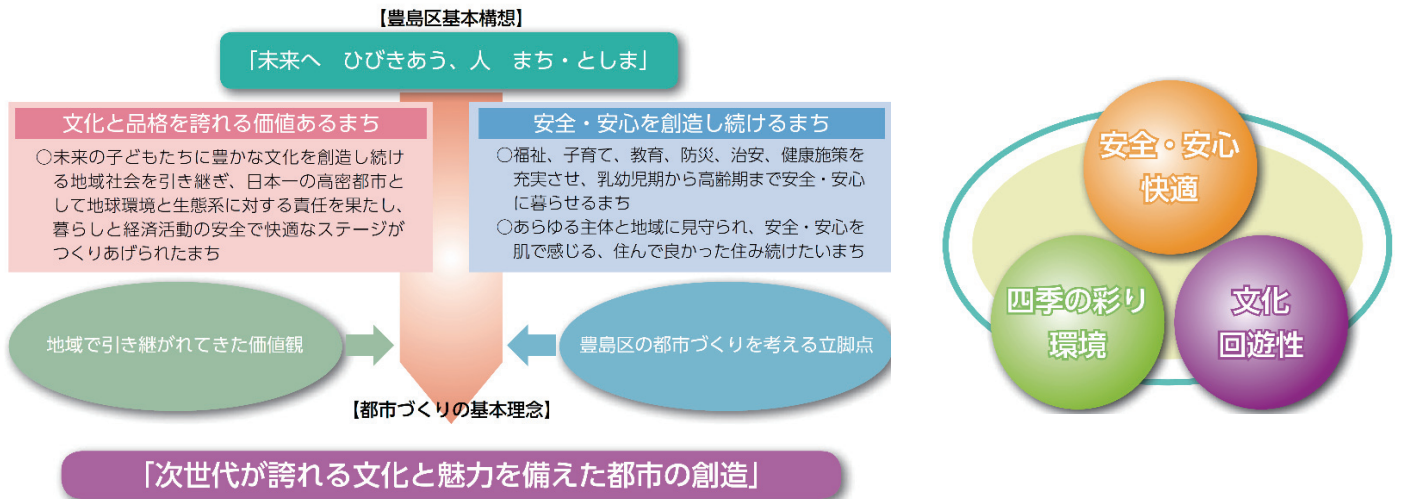 【豊島区基本構想】
「未来へ　ひびきあう、人　まち・としま」
文化と品格を誇れる価値あるまち
○未来の子どもたちに豊かな文化を創造し続け
る地域社会を引き継ぎ、日本一の高密都市と
して地球環境と生態系に対する責任を果たし、
暮らしと経済活動の安全で快適なステージが
つくりあげられたまち
安全・安心を創造し続けるまち
○福祉、子育て、教育、防災、治安、健康施策を
充実させ、乳幼児期から高齢期まで安全・安心
に暮らせるまち
○あらゆる主体と地域に見守られ、安全・安心を
肌で感じる、住んで良かった住み続けたいまち
地域で引き継がれてきた価値観
豊島区の都市づくりを考える立脚点
【都市づくりの基本理念】
「次世代が誇れる文化と魅力を備えた都市の創造」
安全・安心
快適
四季の彩り
環境
文化
回遊性